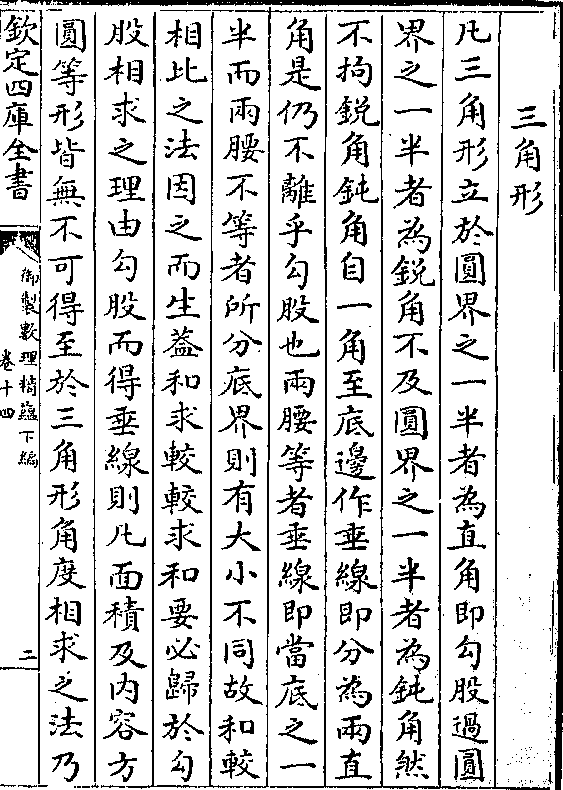 三角形
凡三角形立於圓界之一半者為直角即勾股過圓
界之一半者為鋭角不及圓界之一半者為鈍角然
不拘鋭角鈍角自一角至底邊作垂線即分為兩直
角是仍不離乎勾股也兩腰等者垂線即當底之一
半而兩腰不等者所分底界則有大小不同故和較
相比之法因之而生葢和求較較求和要必歸於勾
股相求之理由勾股而得垂線則凡面積及内容方
圓等形皆無不可得至於三角形角度相求之法乃
欽定四庫全書
御製數理精蘊下編
卷十四
二